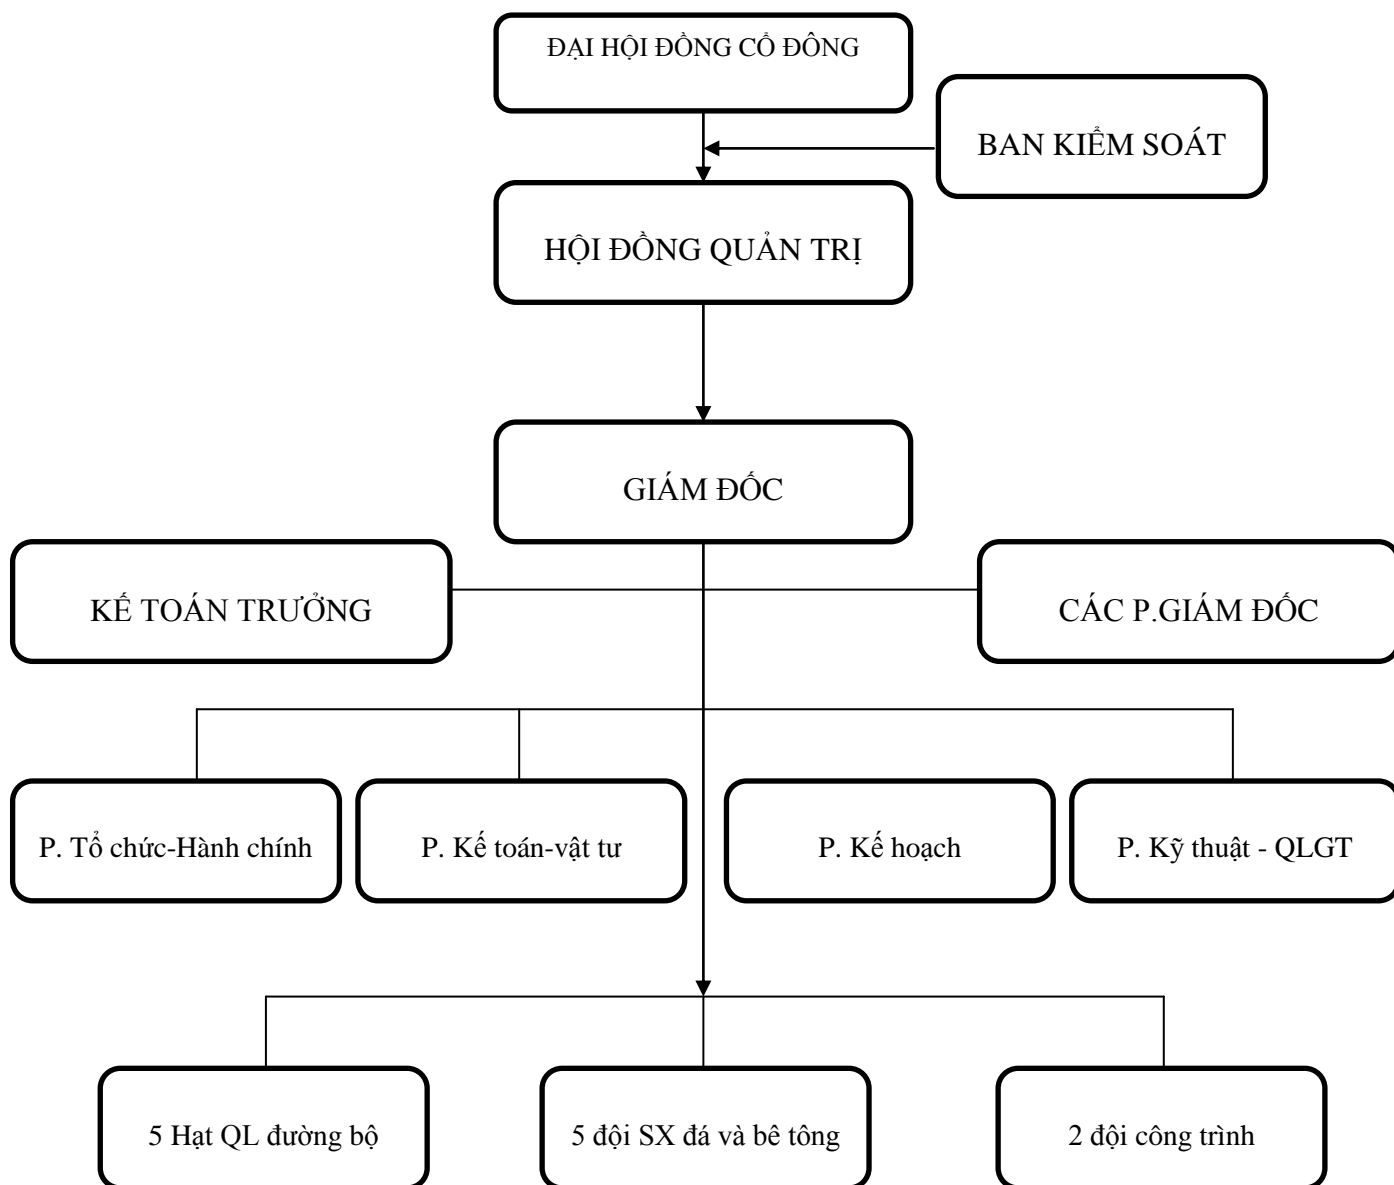 ĐẠI HỘI ĐỒNG CỔ ĐÔNG
BAN KIỂM SOÁT
HỘI ĐỒNG QUẢN TRỊ
GIÁM ĐỐC
KẾ TOÁN TRƯỞNG
CÁC P.GIÁM ĐỐC
P. Tổ chức-Hành chính
P. Kế toán-vật tư
P. Kế hoạch
P. Kỹ thuật - QLGT
5 Hạt QL đường bộ
5 đội SX đá và bê tông
2 đội công trình